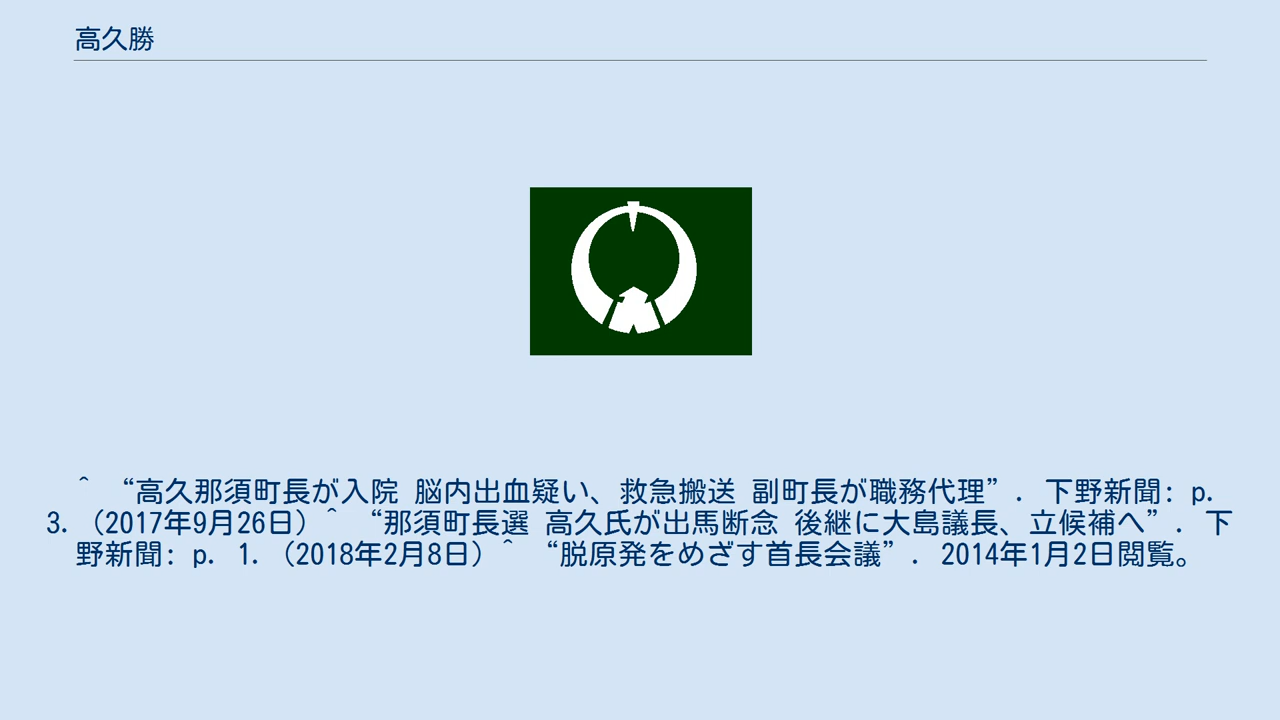 高久勝
^ “高久那須町長が入院 脳内出血疑い、救急搬送 副町長が職務代理”. 下野新聞: p.
3. (2017年9月26日)^ “那須町長選 高久氏が出馬断念 後継に大島議長、立候補へ”. 下
野新聞: p. 1. (2018年2月8日)^ “脱原発をめざす首長会議”. 2014年1月2日閲覧。